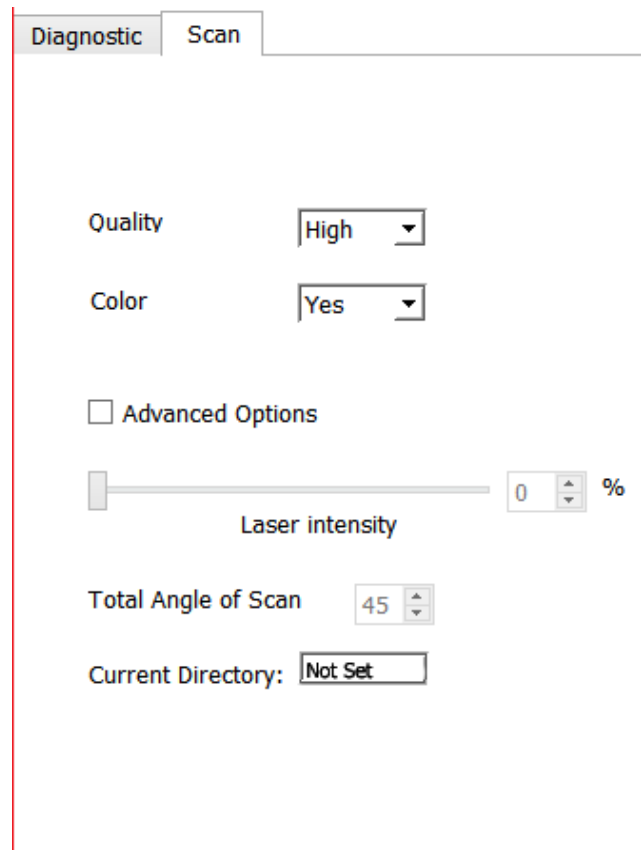 Diagnostic Scan
Quality High
Color Yes
Advanced Options
0 %
Laser intensity
Total Angle of Scan 45
Current Directory: Not Set